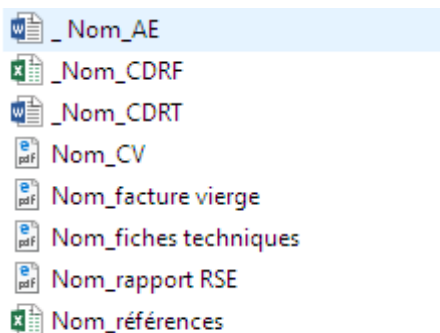 _ Nom_AE
_Nom_CDRF
_Nom_CDRT
Nom_CV
Nom_facture vierge
Nom_fiches techniques
Nom_rapport RSE
Nom_références